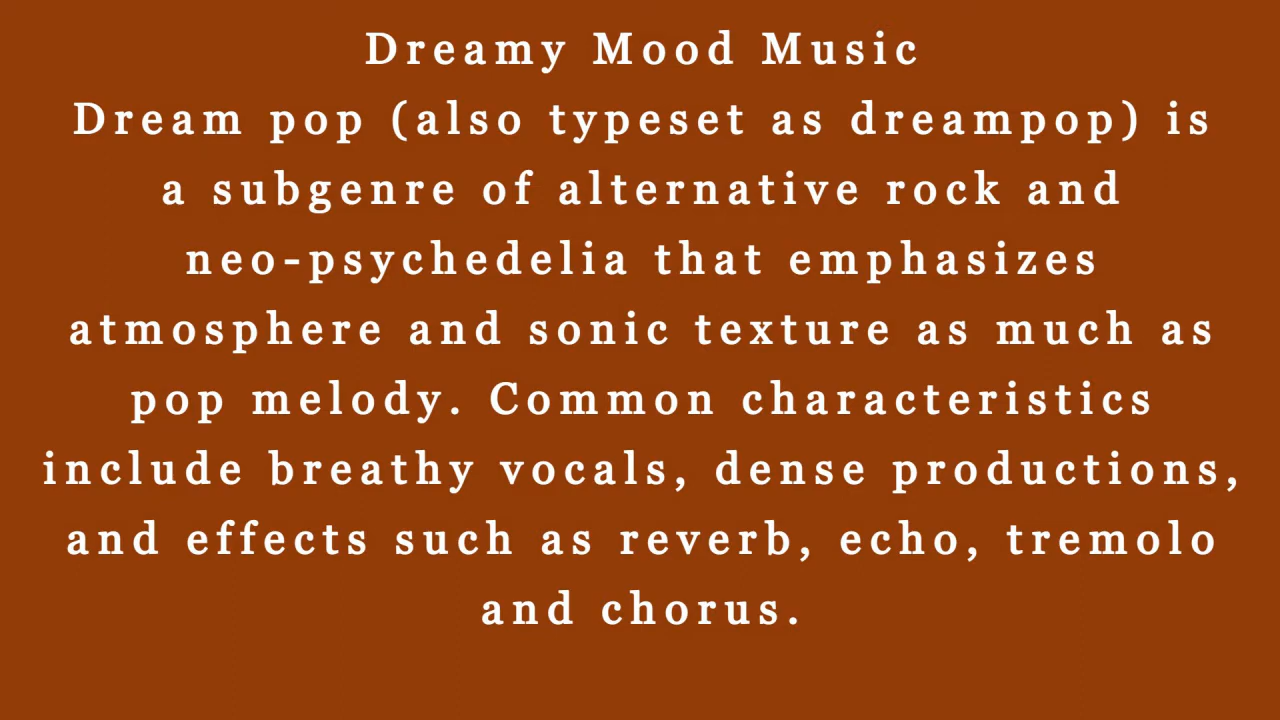 Dreamy Mood Music
Dream pop (also typeset as dreampop) is
a subgenre of alternative rock and
neo-psychedelia that emphasizes
atmosphere and sonic texture as much as
pop melody. Common characteristics
include breathy vocals, dense productions,
and effects such as reverb, echo, tremolo
and chorus.